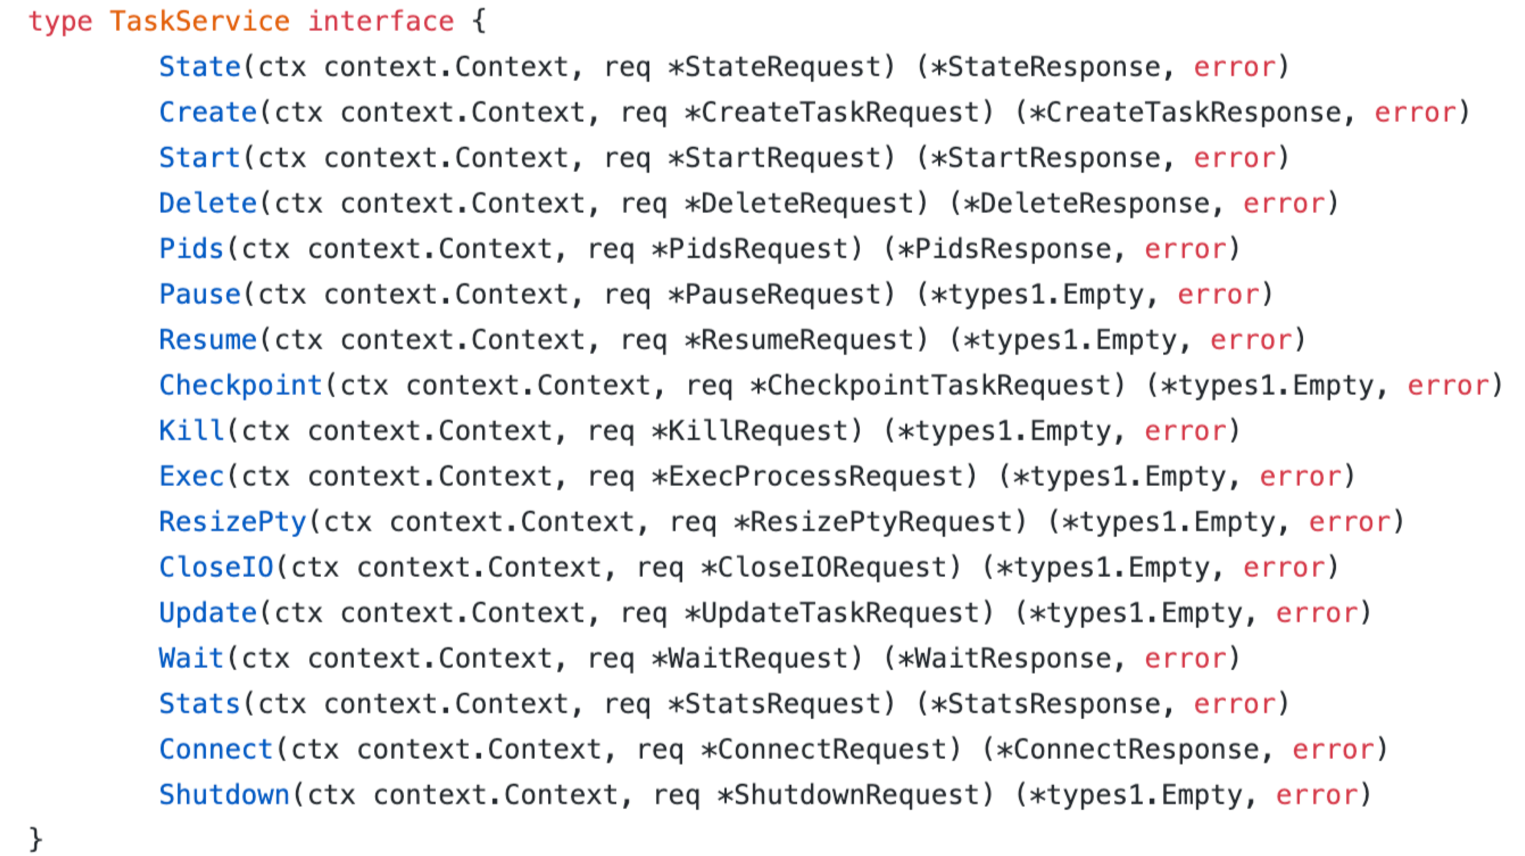 type TaskService interface {
State(ctx context.Context, req *StateRequest) (*StateResponse, error)
Create(ctx context.Context, req *CreateTaskRequest) (*CreateTaskResponse, error)
Start(ctx context.Context, req *StartRequest) (*StartResponse, error)
Delete(ctx context.Context, req *DeleteRequest) (*DeleteResponse, error)
Pids(ctx context.Context, req *PidsRequest) (*PidsResponse, error)
Pause(ctx context.Context, req *PauseRequest) (*types1.Empty, error)
Resume(ctx context.Context, req *ResumeRequest) (*types1.Empty, error)
Checkpoint(ctx context.Context, req *CheckpointTaskRequest) (*types1.Empty, error)
Kill(ctx context.Context, req *KillRequest) (*types1.Empty, error)
Exec(ctx context.Context, req *ExecProcessRequest) (*types1.Empty, error)
ResizePty(ctx context.Context, req *ResizePtyRequest) (*types1.Empty, error)
CloseIO(ctx context.Context, req *CloseIORequest) (*types1.Empty, error)
Update(ctx context.Context, req *UpdateTaskRequest) (*types1.Empty, error)
Wait(ctx context.Context, req *WaitRequest) (*WaitResponse, error)
Stats(ctx context.Context, req *StatsRequest) (*StatsResponse, error)
Connect(ctx context.Context, req *ConnectRequest) (*ConnectResponse, error)
Shutdown(ctx context.Context, req *ShutdownRequest) (*types1.Empty, error)
}